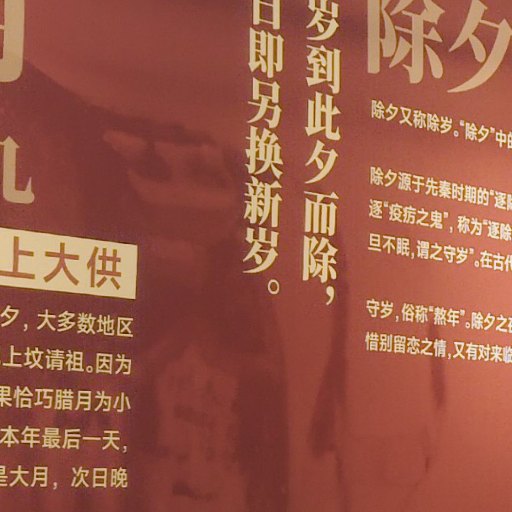 上大供
夕，大多数地区
上坟请祖。因为
果恰巧腊月为小
本年最后一天，
是大月，次日晚
岁到此夕而除，
日即另换新岁。
除夕
除夕又称除岁。“除夕”中的
除夕源于先秦时期的“逐除
逐“疫疠之鬼”，称为“逐除
旦不眠，谓之守岁”。在古代
守岁，俗称“熬年”。除夕之夜
惜别留恋之情，又有对来临